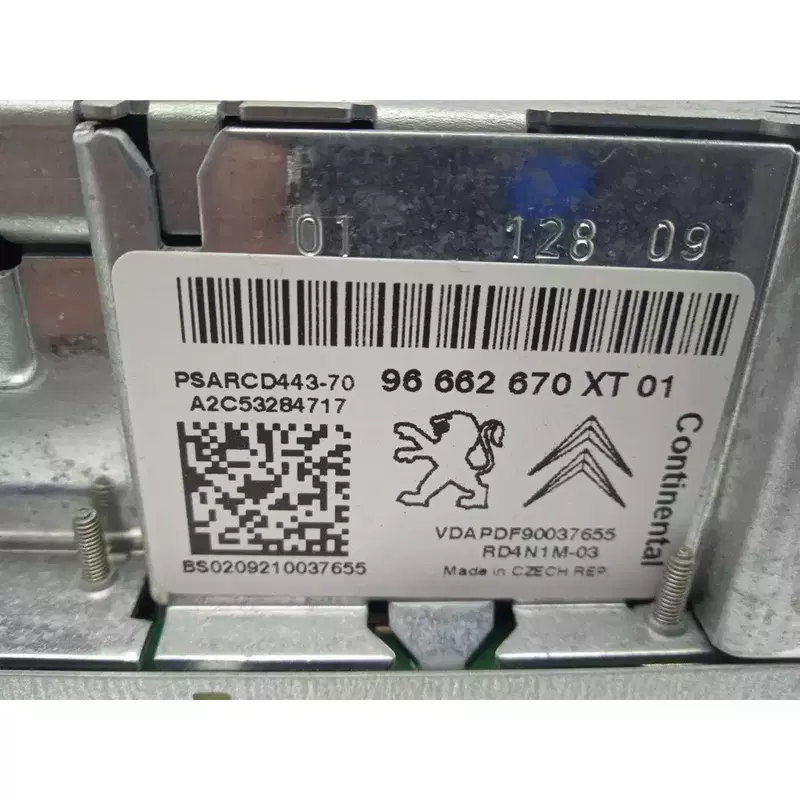 01 128 09
PSARCD443-70
A2C53284717
96 662 670 XT 01
Continental
VDAPDF90037655
RD4N1M-03
Made in CZECH REP
BS0209210037655